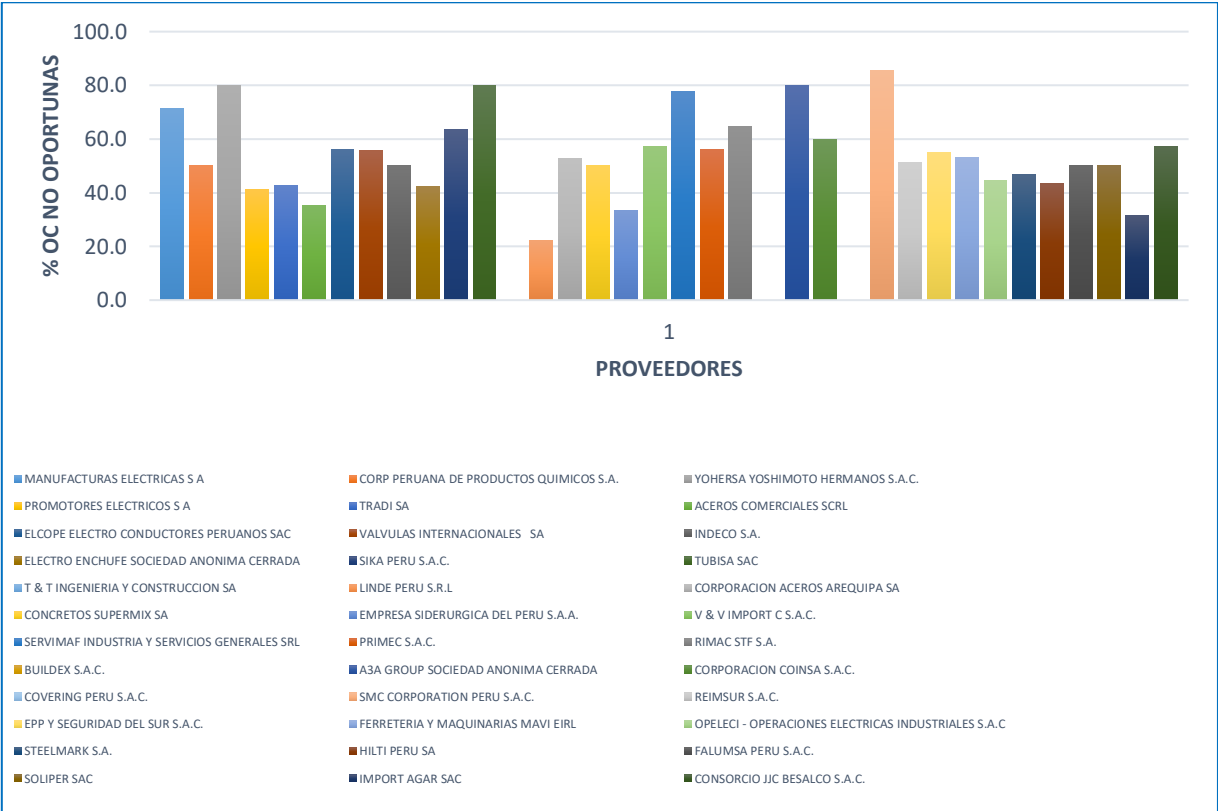 100.0
80.0
60.0
40.0
20.0
0.0
% OC NO OPORTUNAS
1
PROVEEDORES
MANUFACTURAS ELECTRICAS S A CORP PERUANA DE PRODUCTOS QUIMICOS S.A. YOHERSA YOSHIMOTO HERMANOS S.A.C.
PROMOTORES ELECTRICOS S A TRADI SA ACEROS COMERCIALES SCRL
ELCOPE ELECTRO CONDUCTORES PERUANOS SAC VALVULAS INTERNACIONALES SA INDECO S.A.
ELECTRO ENCHUFE SOCIEDAD ANONIMA CERRADA SIKA PERU S.A.C. TUBISA SAC
T & T INGENIERIA Y CONSTRUCCION SA LINDE PERU S.R.L CORPORACION ACEROS AREQUIPA SA
CONCRETOS SUPERMIX SA EMPRESA SIDERURGICA DEL PERU S.A.A. V & V IMPORT C S.A.C.
SERVIMAF INDUSTRIA Y SERVICIOS GENERALES SRL PRIMEC S.A.C. RIMAC STF S.A.
BUILDEX S.A.C. A3A GROUP SOCIEDAD ANONIMA CERRADA CORPORACION COINSA S.A.C.
COVERING PERU S.A.C. SMC CORPORATION PERU S.A.C. REIMSUR S.A.C.
EPP Y SEGURIDAD DEL SUR S.A.C. FERRETERIA Y MAQUINARIAS MAVI EIRL OPELECI - OPERACIONES ELECTRICAS INDUSTRIALES S.A.C
STEELMARK S.A. HILTI PERU SA FALUMSA PERU S.A.C.
SOLIPER SAC IMPORT AGAR SAC CONSORCIO JJC BESALCO S.A.C.